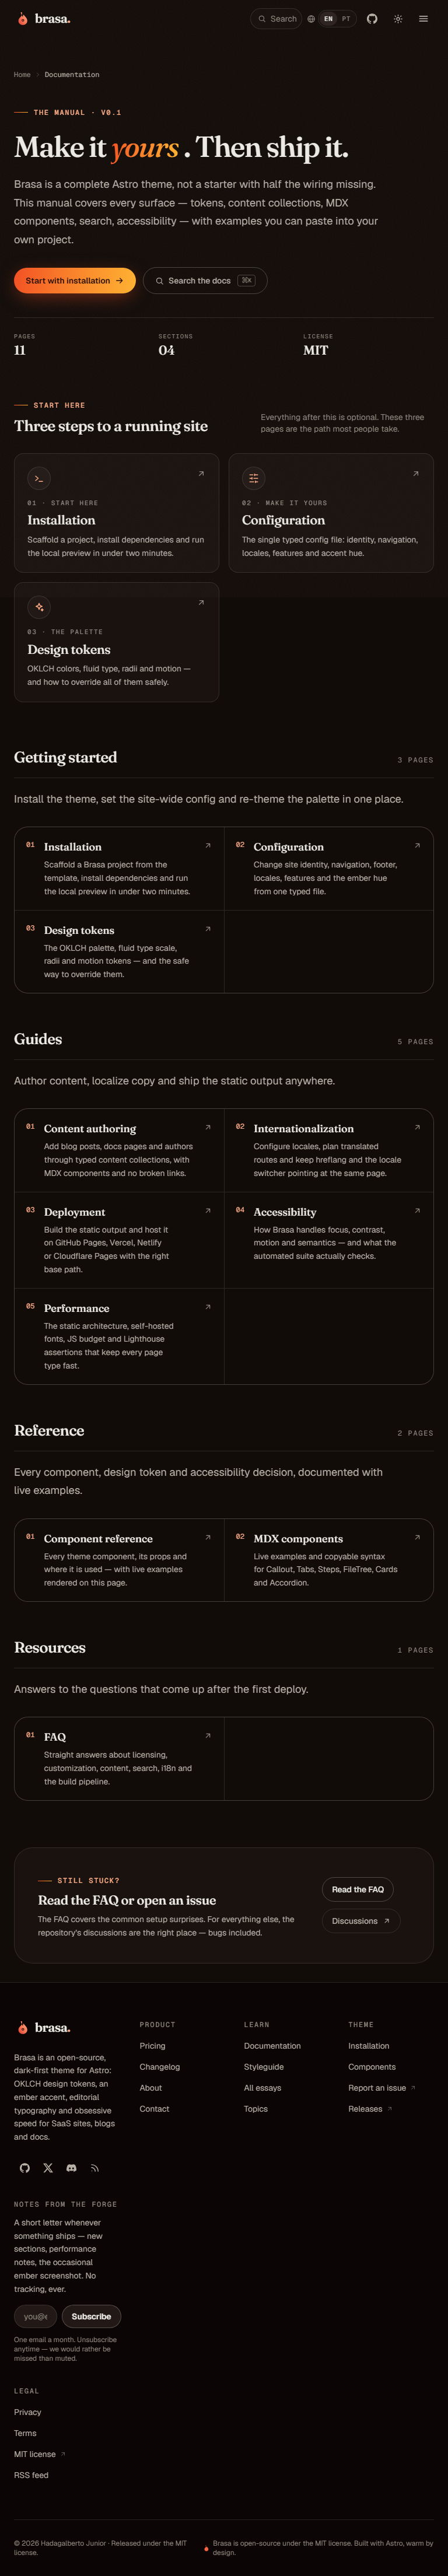 brasa.
Search
EN PT
Home › Documentation
THE MANUAL · V0.1
Make it yours . Then ship it.
Brasa is a complete Astro theme, not a starter with half the wiring missing.
This manual covers every surface — tokens, content collections, MDX
components, search, accessibility — with examples you can paste into your
own project.
Start with installation →
Search the docs ⌘K
PAGES
11
SECTIONS
04
LICENSE
MIT
START HERE
Three steps to a running site
Everything after this is optional. These three
pages are the path most people take.
01 · START HERE
Installation
Scaffold a project, install dependencies and run
the local preview in under two minutes.
02 · MAKE IT YOURS
Configuration
The single typed config file: identity, navigation,
locales, features and accent hue.
03 · THE PALETTE
Design tokens
OKLCH colors, fluid type, radii and motion —
and how to override all of them safely.
Getting started
3 PAGES
Install the theme, set the site-wide config and re-theme the palette in one place.
01 Installation
Scaffold a Brasa project from the
template, install dependencies and run
the local preview in under two minutes.
02 Configuration
Change site identity, navigation, footer,
locales, features and the ember hue
from one typed file.
03 Design tokens
The OKLCH palette, fluid type scale,
radii and motion tokens — and the safe
way to override them.
Guides
5 PAGES
Author content, localize copy and ship the static output anywhere.
01 Content authoring
Add blog posts, docs pages and authors
through typed content collections, with
MDX components and no broken links.
02 Internationalization
Configure locales, plan translated
routes and keep hreflang and the locale
switcher pointing at the same page.
03 Deployment
Build the static output and host it
on GitHub Pages, Vercel, Netlify
or Cloudflare Pages with the right
base path.
04 Accessibility
How Brasa handles focus, contrast,
motion and semantics — and what the
automated suite actually checks.
05 Performance
The static architecture, self-hosted
fonts, JS budget and Lighthouse
assertions that keep every page
type fast.
Reference
2 PAGES
Every component, design token and accessibility decision, documented with
live examples.
01 Component reference
Every theme component, its props and
where it is used — with live examples
rendered on this page.
02 MDX components
Live examples and copyable syntax
for Callout, Tabs, Steps, FileTree, Cards
and Accordion.
Resources
1 PAGES
Answers to the questions that come up after the first deploy.
01 FAQ
Straight answers about licensing,
customization, content, search, i18n and
the build pipeline.
STILL STUCK?
Read the FAQ or open an issue
The FAQ covers the common setup surprises. For everything else, the
repository's discussions are the right place — bugs included.
Read the FAQ
Discussions
brasa.
Brasa is an open-source,
dark-first theme for Astro:
OKLCH design tokens, an
ember accent, editorial
typography and obsessive
speed for SaaS sites, blogs
and docs.
PRODUCT
Pricing
Changelog
About
Contact
LEARN
Documentation
Styleguide
All essays
Topics
THEME
Installation
Components
Report an issue
Releases
NOTES FROM THE FORGE
A short letter whenever
something ships — new
sections, performance
notes, the occasional
ember screenshot. No
tracking, ever.
you@e
Subscribe
One email a month. Unsubscribe
anytime — we would rather be
missed than muted.
LEGAL
Privacy
Terms
MIT license
RSS feed
© 2026 Hadagalberto Junior · Released under the MIT
license.
Brasa is open-source under the MIT license. Built with Astro, warm by
design.